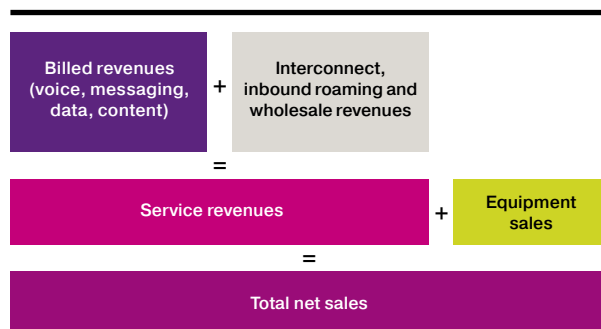 Billed revenues
(voice, messaging,
data, content)
+
Interconnect,
inbound roaming and
wholesale revenues
=
Service revenues
+
Equipment
sales
=
Total net sales